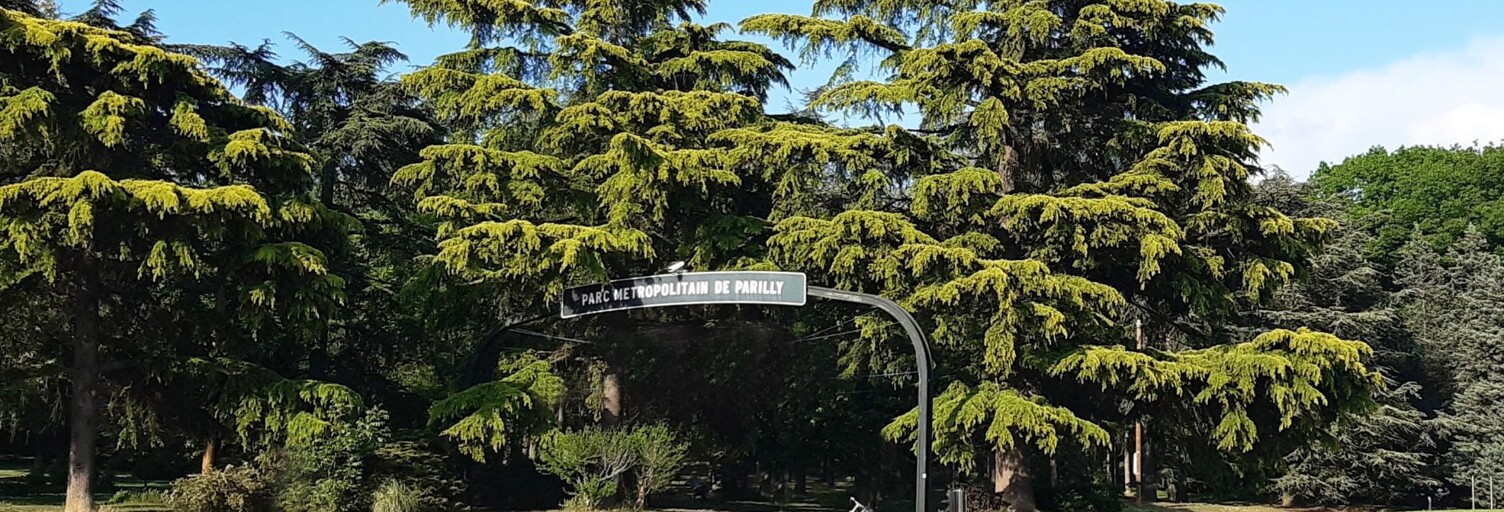 PARC METROPOLITAIN DE PARILLY